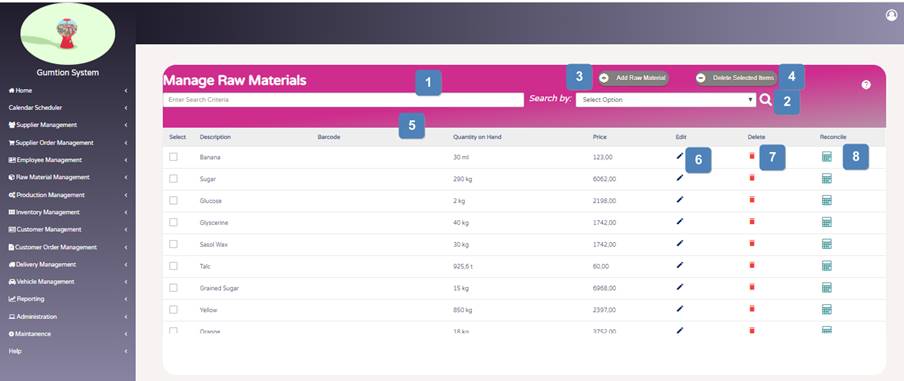 Gumtion System
Home
Calendar Scheduler
Supplier Management
Supplier Order Management
Employee Management
Raw Material Management
Production Management
Inventory Management
Customer Management
Customer Order Management
Delivery Management
Vehicle Management
Reporting
Administration
Maintanence
Help
Manage Raw Materials
1
3
Add Raw Material
Delete Selected Items
4
Enter Search Criteria
Search by:
Select Option
2
5
Select Description Barcode Quantity on Hand Price Edit Delete Reconcile
Banana 30 ml 123,00
6
7
8
Sugar 290 kg 6062,00
Glucose 2 kg 2198,00
Glyscerine 40 kg 1742,00
Sasol Wax 30 kg 1742,00
Talc 925,6 t 60,00
Grained Sugar 15 kg 6968,00
Yellow 850 kg 2397,00
Orange 18 kg 3752,00